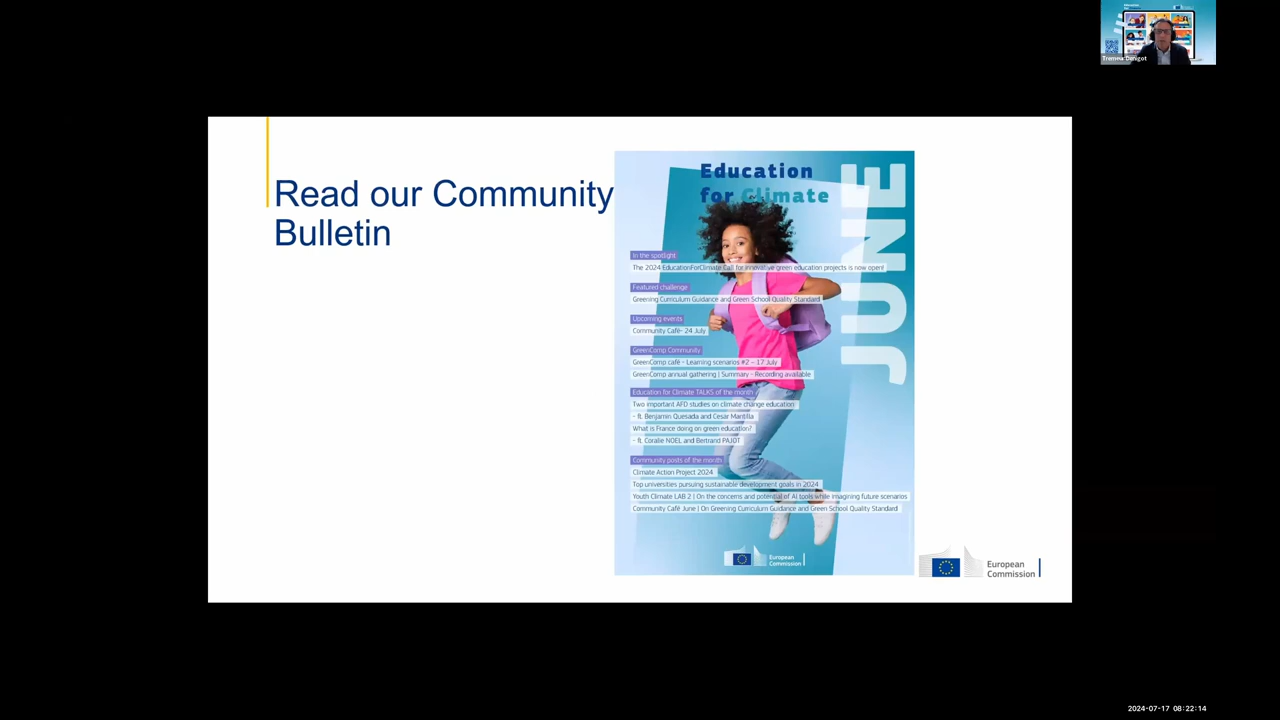 Read our Community
Bulletin
Education
for Climate
JUNE
In the spotlight
The 2024 EducationForClimate Call for innovative green education projects is now open!
Featured challenge
Greening Curriculum Guidance and Green School Quality Standard
Upcoming events
Community Café- 24 July
GreenComp Community
GreenComp café - Learning scenarios #2 – 17 July
GreenComp annual gathering | Summary - Recording available
Education for Climate TALKS of the month
Two important AFD studies on climate change education
- ft. Benjamin Quesada and Cesar Mantilla
What is France doing on green education?
- ft. Coralie NOEL and Bertrand PAJOT
Community posts of the month
Climate Action Project 2024
Top universities pursuing sustainable development goals in 2024
Youth Climate LAB 2 | On the concerns and potential of AI tools while imagining future scenarios
Community Café June | On Greening Curriculum Guidance and Green School Quality Standard
European
Commission
European
Commission
2024-07-17 08:22:14